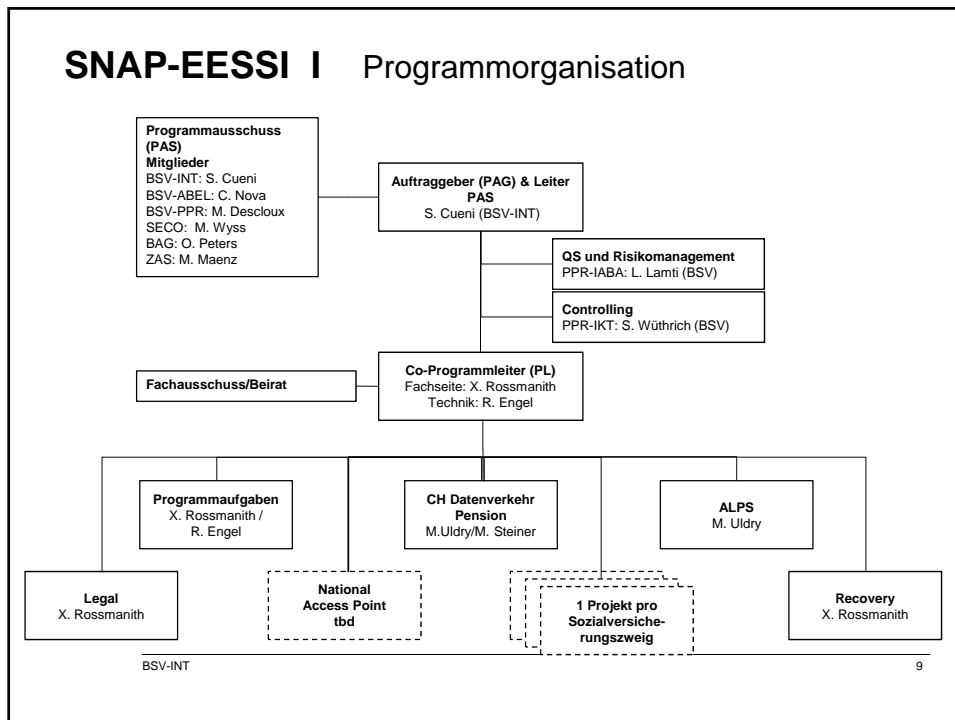 SNAP-EESSI I Programmorganisation
Programmausschuss
(PAS)
Mitglieder
BSV-INT: S. Cueni
BSV-ABEL: C. Nova
BSV-PPR: M. Descloux
SECO: M. Wyss
BAG: O. Peters
ZAS: M. Maenz
Auftraggeber (PAG) & Leiter
PAS
S. Cueni (BSV-INT)
QS und Risikomanagement
PPR-IABA: L. Lamti (BSV)
Controlling
PPR-IKT: S. Wüthrich (BSV)
Co-Programmleiter (PL)
Fachseite: X. Rossmanith
Technik: R. Engel
Fachausschuss/Beirat
Programmaufgaben
X. Rossmanith /
R. Engel
CH Datenverkehr
Pension
M.Uldry/M. Steiner
ALPS
M. Uldry
Legal
X. Rossmanith
National
Access Point
tbd
1 Projekt pro
Sozialversiche-
rungszweig
Recovery
X. Rossmanith
BSV-INT
9